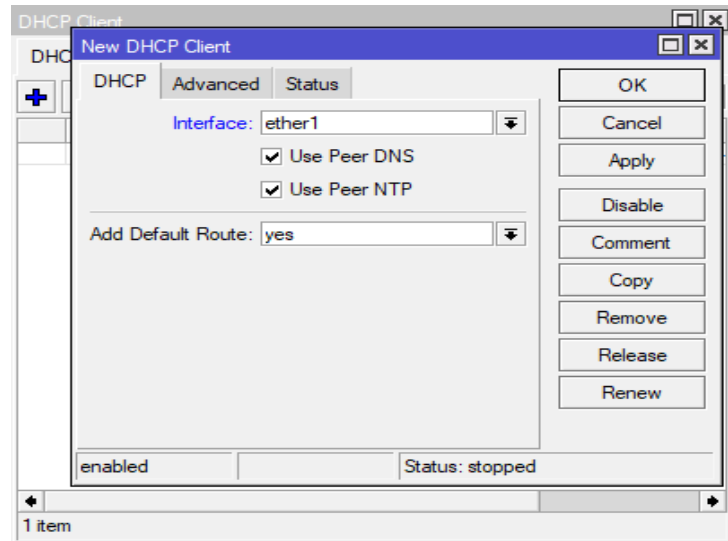 DHCP Client
DHC
New DHCP Client
DHCP Advanced Status
Interface: ether1
Use Peer DNS
Use Peer NTP
Add Default Route: yes
OK
Cancel
Apply
Disable
Comment
Copy
Remove
Release
Renew
enabled Status: stopped
1 item